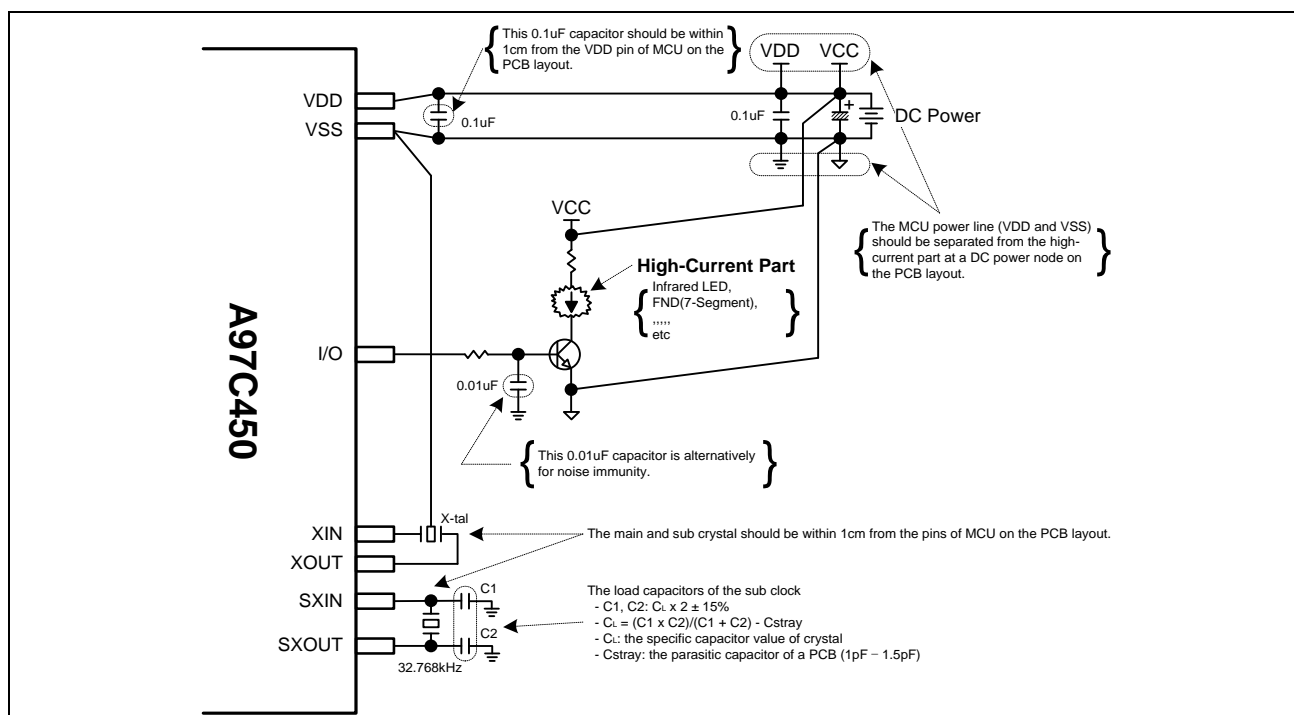 This 0.1uF capacitor should be within
1cm from the VDD pin of MCU on the
PCB layout.
VDD
VCC
VDD
VSS
0.1uF
0.1uF
+
DC Power
VCC
The MCU power line (VDD and VSS)
should be separated from the high-
current part at a DC power node on
the PCB layout.
High-Current Part
Infrared LED,
FND(7-Segment),
,,,,,
etc
A97C450
I/O
0.01uF
This 0.01uF capacitor is alternatively
for noise immunity.
X-tal
XIN
XOUT
The main and sub crystal should be within 1cm from the pins of MCU on the PCB layout.
SXIN
SXOUT
C1
C2
32.768kHz
The load capacitors of the sub clock
- C1, C2: CL x 2 ± 15%
- CL = (C1 x C2)/(C1 + C2) - Cstray
- CL: the specific capacitor value of crystal
- Cstray: the parasitic capacitor of a PCB (1pF – 1.5pF)